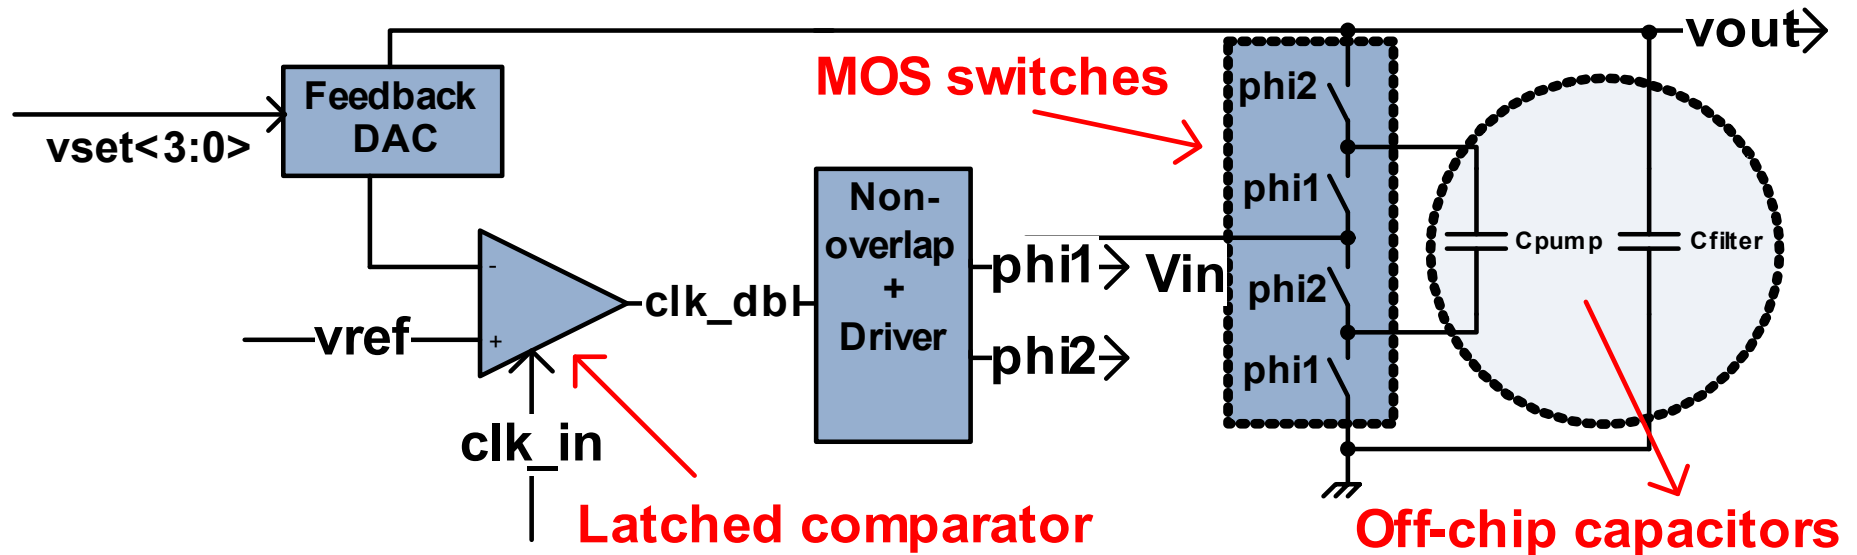 vout
MOS switches
Feedback
DAC
vset<3:0>
phi2
phi1
Non-
overlap
+
Driver
-
+
vref
clk_dbl
phi1
phi2
Vin
phi2
phi1
Cpump
Cfilter
clk_in
Latched comparator
Off-chip capacitors